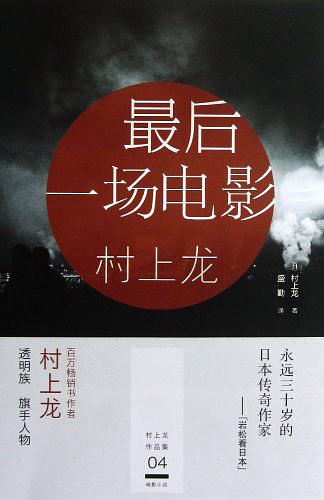 最后
一场电影
村上龙
[日] 村上龙 著
盛勤 译
永远三十岁的
日本传奇作家
——「岩松看日本」
百万畅销书作者
村上龙
透明族 旗手人物
村上龙
作品集
04
电影小说